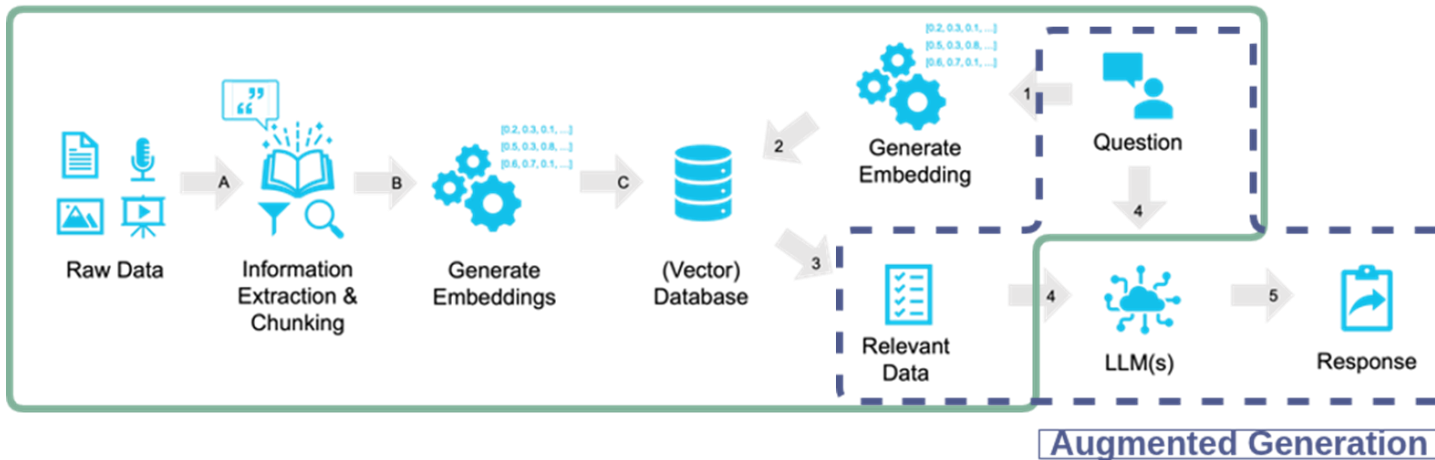 [0.2, 0.3, 0.1, ...]
[0.5, 0.3, 0.8, ...]
[0.6, 0.7, 0.1, ...]
1
Question
Generate
Embedding
2
4
[0.2, 0.3, 0.1, ...]
[0.5, 0.3, 0.8, ...]
[0.6, 0.7, 0.1, ...]
A
B
C
Raw Data
Information
Extraction &
Chunking
Generate
Embeddings
(Vector)
Database
3
Relevant
Data
4
LLM(s)
5
Response
Augmented Generation